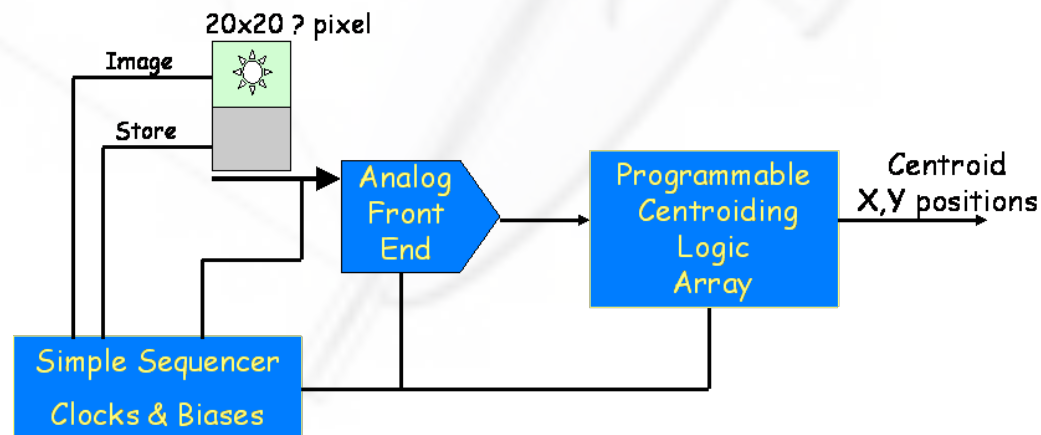 20x20 ? pixel
Image
Store
Analog
Front
End
Programmable
Centroiding
Logic
Array
Centroid
X,Y positions
Simple Sequencer
Clocks & Biases